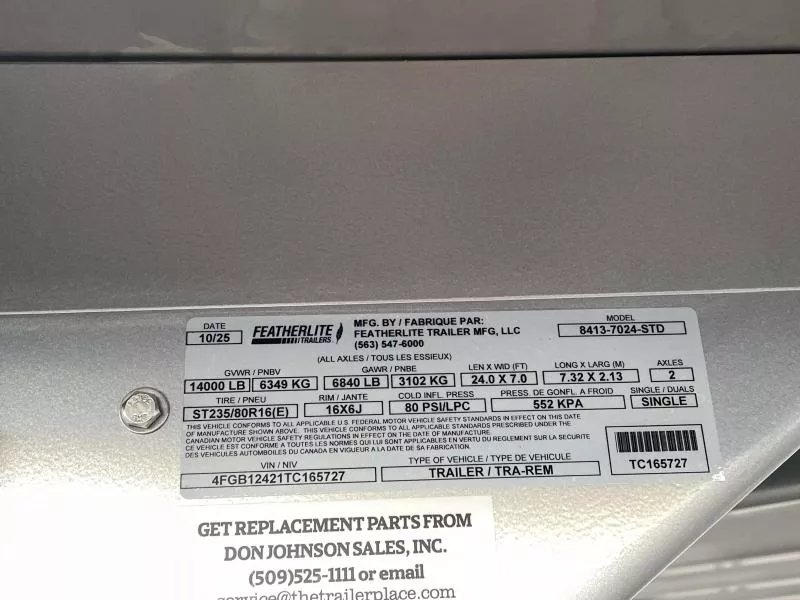 DATE
10/25
FEATHERLITE
TRAILERS
MFG. BY / FABRIQUE PAR:
FEATHERLITE TRAILER MFG, LLC
(563) 547-6000
MODEL
8413-7024-STD
(ALL AXLES / TOUS LES ESSIEUX)
GVWR / PNBV GAWR / PNBE LEN X WID (FT) LONG X LARG (M) AXLES
14000 LB 6349 KG 6840 LB 3102 KG 24.0 X 7.0 7.32 X 2.13 2
TIRE / PNEU RIM / JANTE COLD INFL. PRESS PRESS. DE GONFL. A FROID SINGLE / DUALS
ST235/80R16(E) 16X6J 80 PSI/LPC 552 KPA SINGLE
THIS VEHICLE CONFORMS TO ALL APPLICABLE U.S. FEDERAL MOTOR VEHICLE SAFETY STANDARDS IN EFFECT ON THIS DATE
OF MANUFACTURE SHOWN ABOVE. THIS VEHICLE CONFORMS TO ALL APPLICABLE STANDARDS PRESCRIBED UNDER THE
CANADIAN MOTOR VEHICLE SAFETY REGULATIONS IN EFFECT ON THE DATE OF MANUFACTURE.
CE VEHICLE EST CONFORME A TOUTES LES NORMES QUI LUI SONT APPLICABLES EN VERTU DU REGLEMENT SUR LA SECURITE
DES VEHICULES AUTOMOBILES DU CANADA EN VIGUEUR A LA DATE DE SA FABRICATION
VIN / NIV TYPE OF VEHICLE / TYPE DE VEHICULE
4FGB12421TC165727 TRAILER / TRA-REM
TC165727
GET REPLACEMENT PARTS FROM
DON JOHNSON SALES, INC.
(509)525-1111 or email
service@thetrailerplace.com